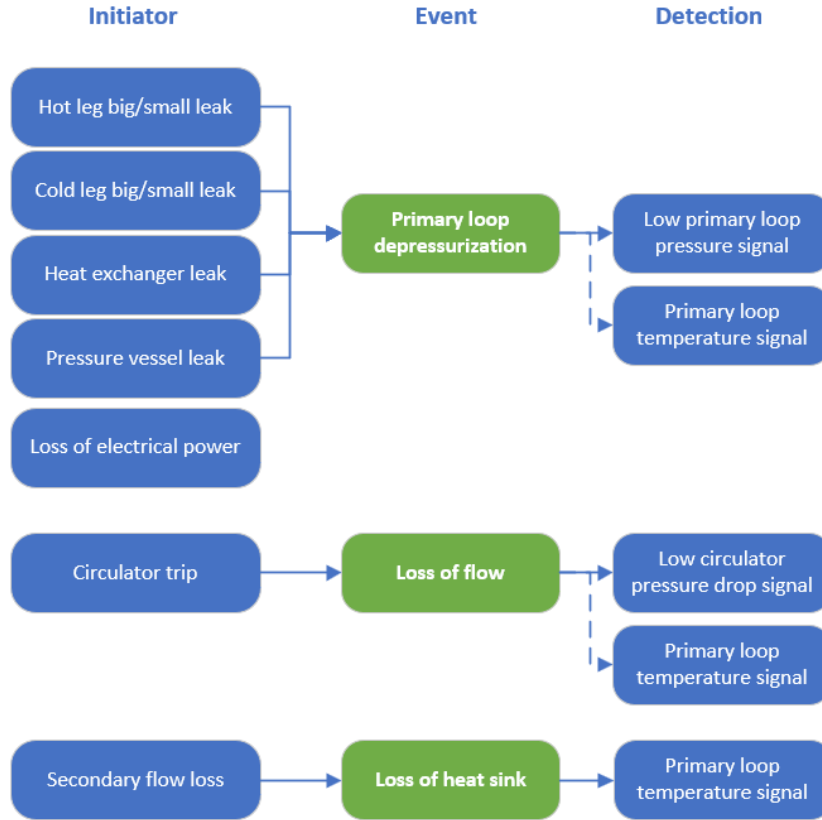 Initiator
Event
Detection
Hot leg big/small leak
Cold leg big/small leak
Heat exchanger leak
Pressure vessel leak
Loss of electrical power
Primary loop
depressurization
Low primary loop
pressure signal
Primary loop
temperature signal
Circulator trip
Loss of flow
Low circulator
pressure drop signal
Primary loop
temperature signal
Secondary flow loss
Loss of heat sink
Primary loop
temperature signal